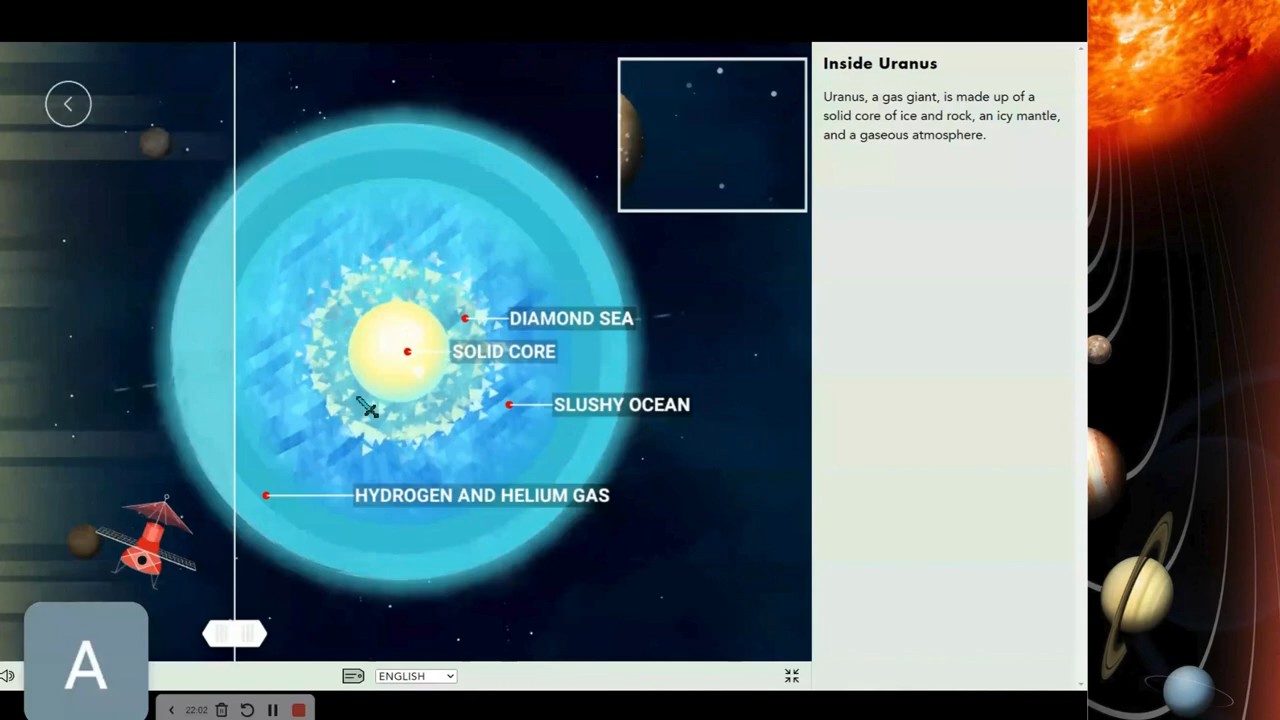 Inside Uranus
Uranus, a gas giant, is made up of a
solid core of ice and rock, an icy mantle,
and a gaseous atmosphere.
DIAMOND SEA
SOLID CORE
SLUSHY OCEAN
HYDROGEN AND HELIUM GAS
A
ENGLISH
22:02